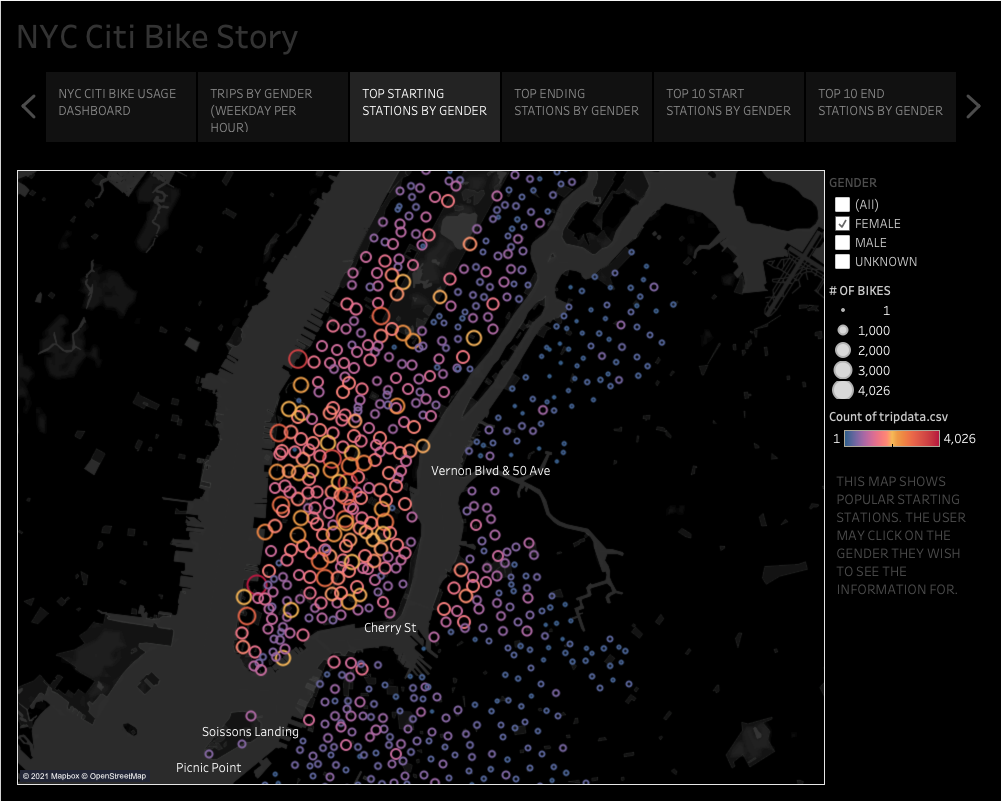 NYC Citi Bike Story
NYC CITI BIKE USAGE
DASHBOARD
TRIPS BY GENDER
(WEEKDAY PER
HOUR)
TOP STARTING
STATIONS BY GENDER
TOP ENDING
STATIONS BY GENDER
TOP 10 START
STATIONS BY GENDER
TOP 10 END
STATIONS BY GENDER
GENDER
(All)
FEMALE
MALE
UNKNOWN
# OF BIKES
1
1,000
2,000
3,000
4,026
Count of tripdata.csv
1 4,026
THIS MAP SHOWS
POPULAR STARTING
STATIONS. THE USER
MAY CLICK ON THE
GENDER THEY WISH
TO SEE THE
INFORMATION FOR.
Vernon Blvd & 50 Ave
Cherry St
Soissons Landing
Picnic Point
© 2021 Mapbox © OpenStreetMap